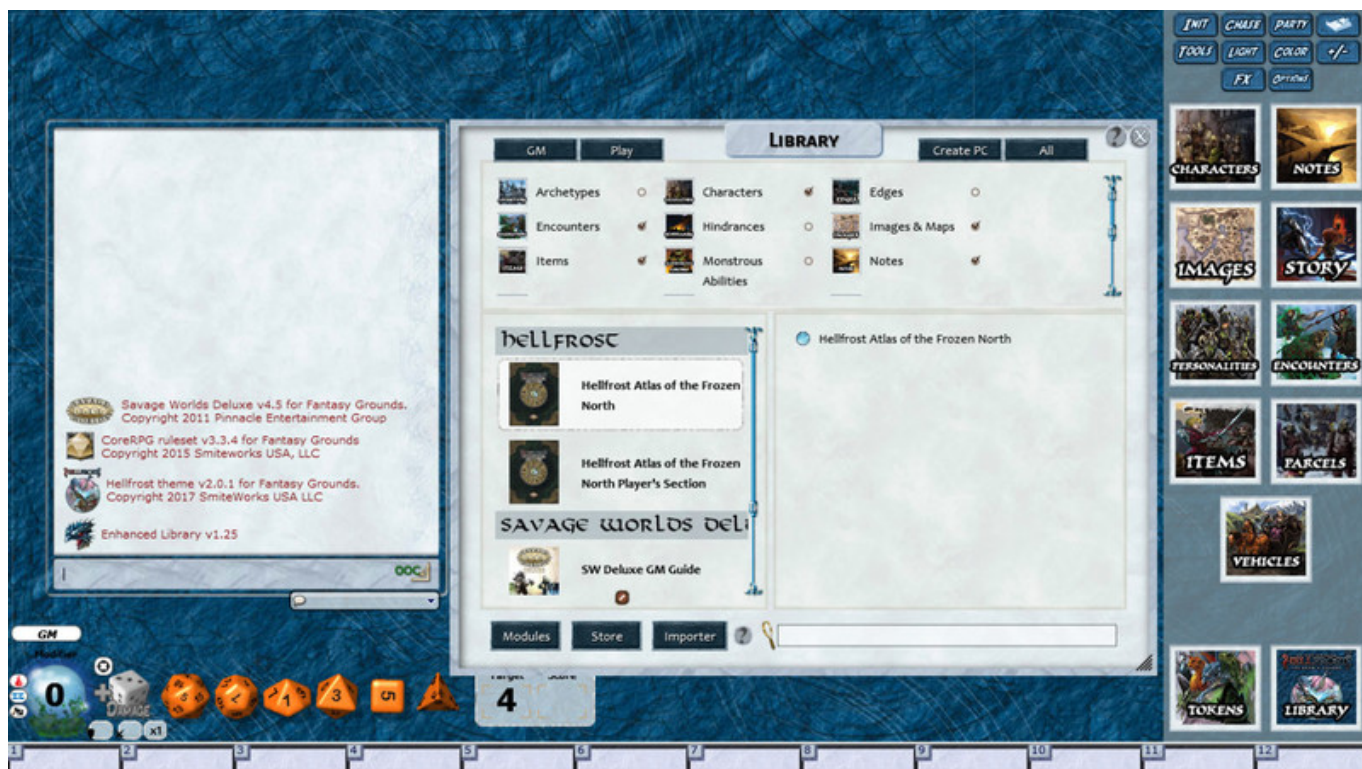 INIT CHASE PARTY
TOOLS LIGHT COLOR +/-
FX OPTIONS
LIBRARY
GM Play Create PC All
Archetypes Characters Edges
Encounters Hindrances Images & Maps
Items Monstrous Abilities Notes
HELLFROST
Hellfrost Atlas of the Frozen
North
Hellfrost Atlas of the Frozen
North Player's Section
SAVAGE WORLDS DEL
SW Deluxe GM Guide
Hellfrost Atlas of the Frozen North
Modules Store Importer
Savage Worlds Deluxe v4.5 for Fantasy Grounds.
Copyright 2011 Pinnacle Entertainment Group
CoreRPG ruleset v3.3.4 for Fantasy Grounds
Copyright 2015 Smiteworks USA, LLC
Hellfrost theme v2.0.1 for Fantasy Grounds.
Copyright 2017 SmiteWorks USA LLC
Enhanced Library v1.25
OOC
GM
Modifier
0
DAMAGE
x1
7 1 3 5
Target Score
4
CHARACTERS NOTES
IMAGES STORY
PERSONALITIES ENCOUNTERS
ITEMS PARCELS
VEHICLES
TOKENS LIBRARY
1 2 3 4 5 6 7 8 9 10 11 12